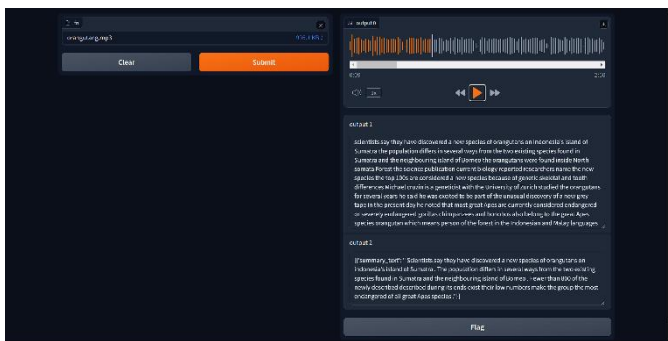 orangutang.mp3
Clear
Submit
output 0
0:00
1x
output 1
scientists say they have discovered a new species of orangutans on Indonesia's island of
Sumatra the population differs in several ways from the two existing species found in
Sumatra and the neighbouring island of Borneo the orangutans were found inside North
Forest the science publication current biology reported researchers name the new
species the top 100s are considered a new species because of genetic skeletal and tooth
differences Michael is a geneticist with the University of Zurich studied the orangutans
for several years he said he was excited to be part of the unusual discovery of a new grey
tape in the present day he noted that most great Apes are currently considered endangered
or severely endangered gorillas chimpanzees and bonobos also belong to the great Apes
species orangutan which means person of the forest in the Indonesian and Malay languages
output 2
[{'summary_text': " Scientists say they have discovered a new species of orangutans on
Indonesia's island of Sumatra . The population differs in several ways from the two existing
species found in Sumatra and the neighbouring island of Borneo . Fewer than 800 of the
newly described described during its ends exist their low numbers make the group the most
endangered of all great Apes species ."}]
Flag